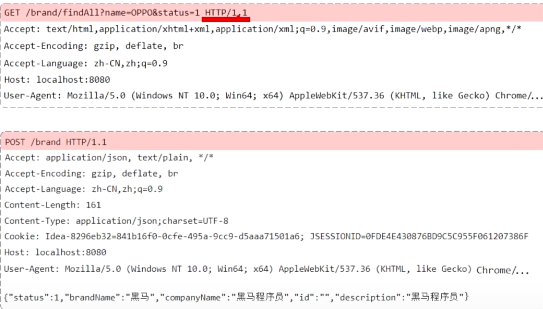 GET /brand/findAll?name=OPPO&status=1 HTTP/1.1
Accept: text/html,application/xhtml+xml,application/xml;q=0.9,image/avif,image/webp,image/apng,*/*
Accept-Encoding: gzip, deflate, br
Accept-Language: zh-CN,zh;q=0.9
Host: localhost:8080
User-Agent: Mozilla/5.0 (Windows NT 10.0; Win64; x64) AppleWebKit/537.36 (KHTML, like Gecko) Chrome/...
POST /brand HTTP/1.1
Accept: application/json, text/plain, */*
Accept-Encoding: gzip, deflate, br
Accept-Language: zh-CN,zh;q=0.9
Content-Length: 161
Content-Type: application/json;charset=UTF-8
Cookie: Idea-8296eb32=841b16f0-0cfe-495a-9cc9-d5aaa71501a6; JSESSIONID=0FDE4E430876BD9C5C955F061207386F
Host: localhost:8080
User-Agent: Mozilla/5.0 (Windows NT 10.0; Win64; x64) AppleWebKit/537.36 (KHTML, like Gecko) Chrome/...
{"status":1,"brandName":"黑马","companyName":"黑马程序员","id":"","description":"黑马程序员"}